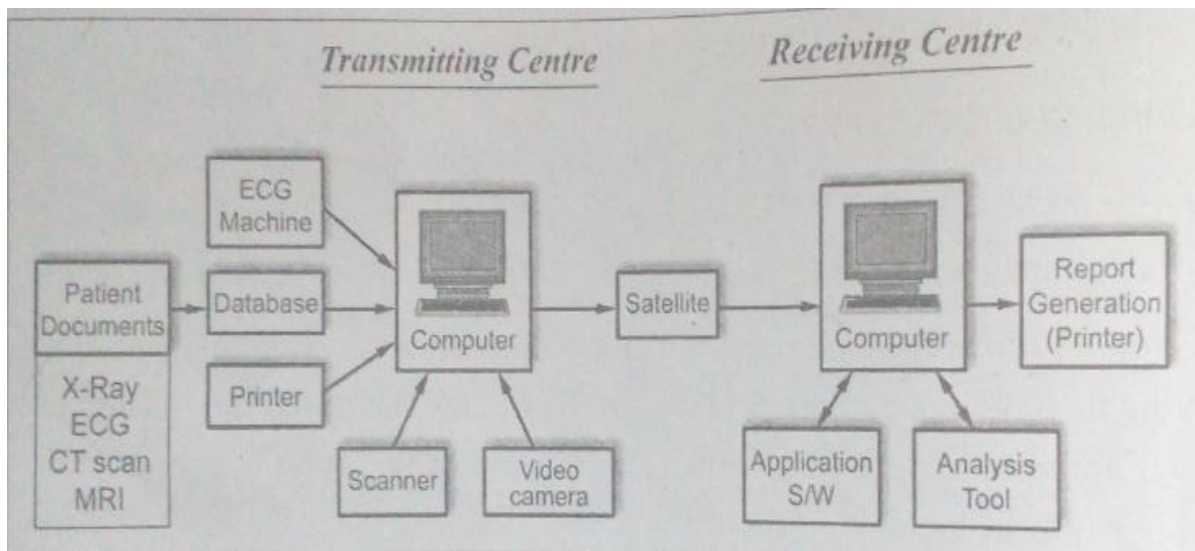 Transmitting Centre
Receiving Centre
ECG
Machine
Patient
Documents
X-Ray
ECG
CT scan
MRI
Database
Printer
Computer
Scanner
Video
camera
Satellite
Computer
Application
S/W
Analysis
Tool
Report
Generation
(Printer)